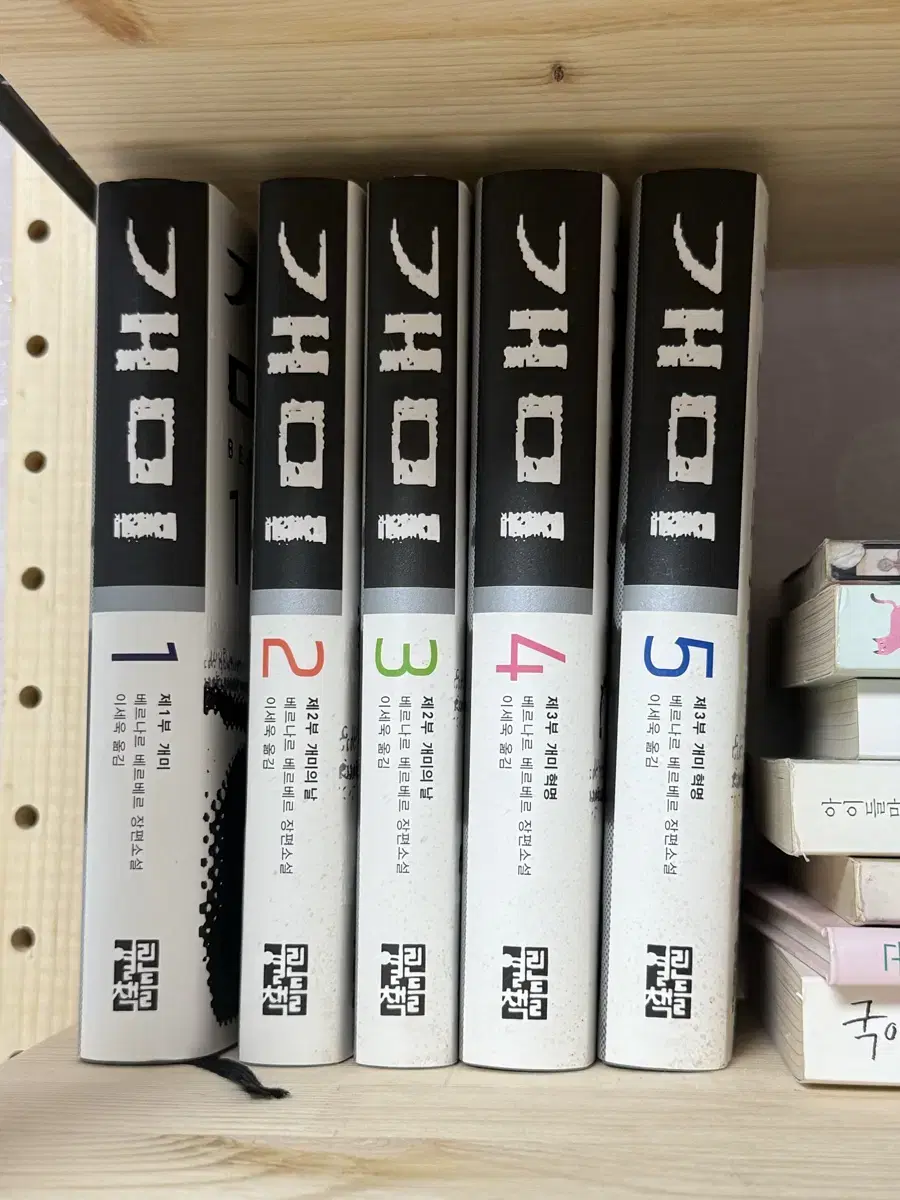 개미
1
제1부 개미
베르나르 베르베르 장편소설
이세욱 옮김
열린책들
개미
2
제2부 개미의 날
베르나르 베르베르 장편소설
이세욱 옮김
열린책들
개미
3
제2부 개미의 날
베르나르 베르베르 장편소설
이세욱 옮김
열린책들
개미
4
제3부 개미 혁명
베르나르 베르베르 장편소설
이세욱 옮김
열린책들
개미
5
제3부 개미 혁명
베르나르 베르베르 장편소설
이세욱 옮김
열린책들
BE
1